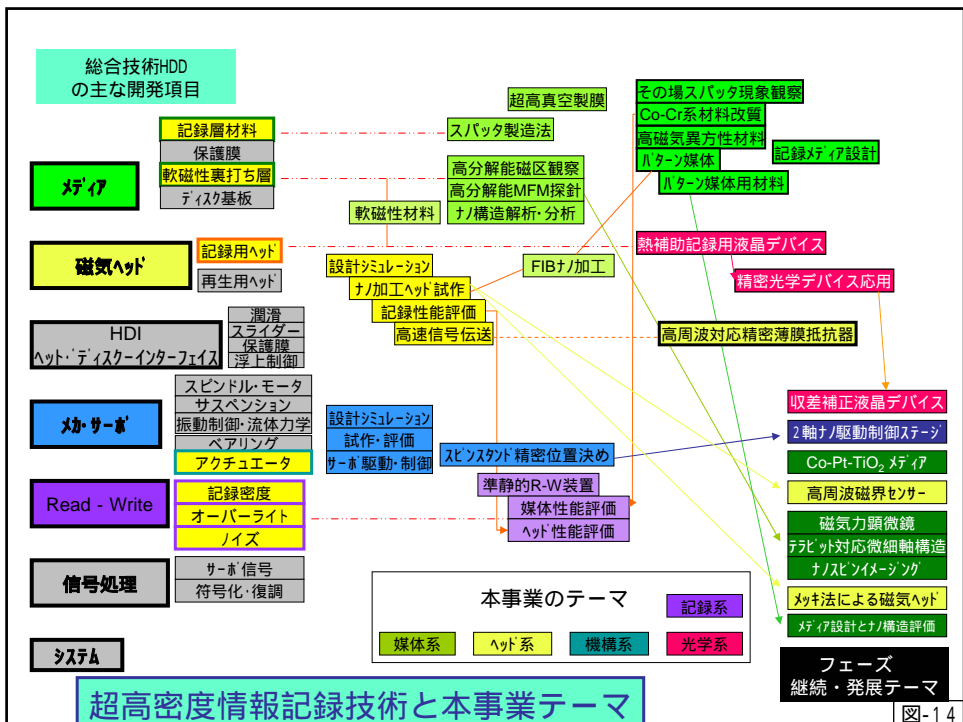 総合技術HDD
の主な開発項目
超高真空製膜
その場スパッタ現象観察
Co-Cr系材料改質
高磁気異方性材料
パターン媒体
パターン媒体用材料
記録メディア設計
記録層材料
保護膜
軟磁性裏打ち層
ディスク基板
メディア
スパッタ製造法
高分解能磁区観察
高分解能MFM探針
ナノ構造解析・分析
軟磁性材料
磁気ヘッド
記録用ヘッド
再生用ヘッド
設計シミュレーション
ナノ加工ヘッド試作
記録性能評価
高速信号伝送
FIBナノ加工
熱補助記録用液晶デバイス
精密光学デバイス応用
高周波対応精密薄膜抵抗器
HDI
ヘット・ディスクーインターフェイス
潤滑
スライダー
保護膜
浮上制御
メカ・サーボ
スピンドル・モータ
サスペンション
振動制御・流体力学
ベアリング
アクチュエータ
設計シミュレーション
試作・評価
サーボ駆動・制御
スピンスタンド精密位置決め
収差補正液晶デバイス
2軸ナノ駆動制御ステージ
Co-Pt-TiO₂ メディア
高周波磁界センサー
磁気力顕微鏡
テラビット対応微細軸構造
ナノスピンイメージング
メッキ法による磁気ヘッド
メディア設計とナノ構造評価
Read - Write
記録密度
オーバーライト
ノイズ
準静的R-W装置
媒体性能評価
ヘッド性能評価
信号処理
サーボ信号
符号化・復調
システム
本事業のテーマ
記録系
媒体系
ヘッド系
機構系
光学系
フェーズ
継続・発展テーマ
超高密度情報記録技術と本事業テーマ
図-14